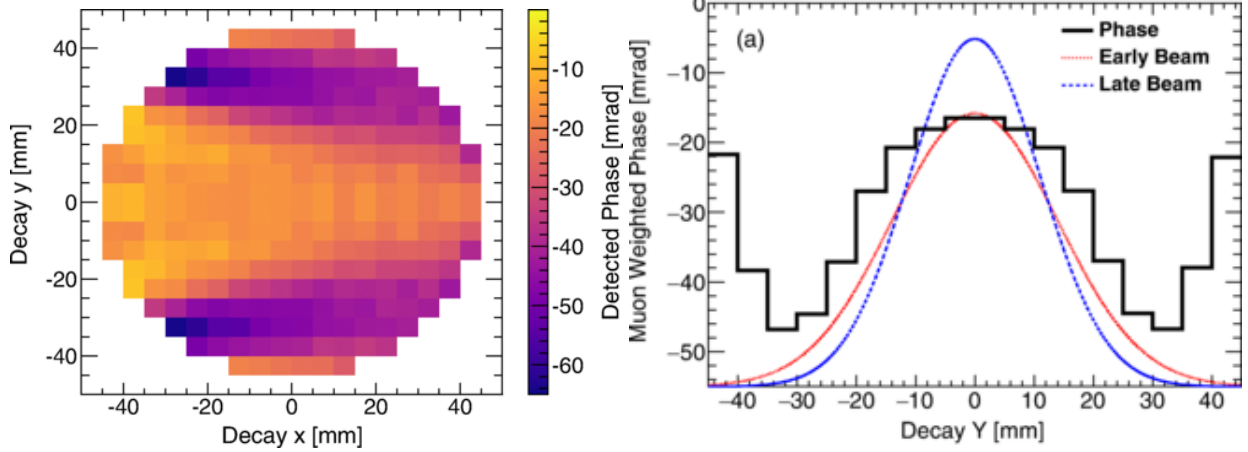 40
20
0
-20
-40
Decay y [mm]
-40 -20 0 20 40
Decay x [mm]
-10
-20
-30
-40
-50
-60
Detected Phase [mrad]
(a)
Phase
Early Beam
Late Beam
0
−10
−20
−30
−40
−50
Muon Weighted Phase [mrad]
−40 −30 −20 −10 0 10 20 30 40
Decay Y [mm]